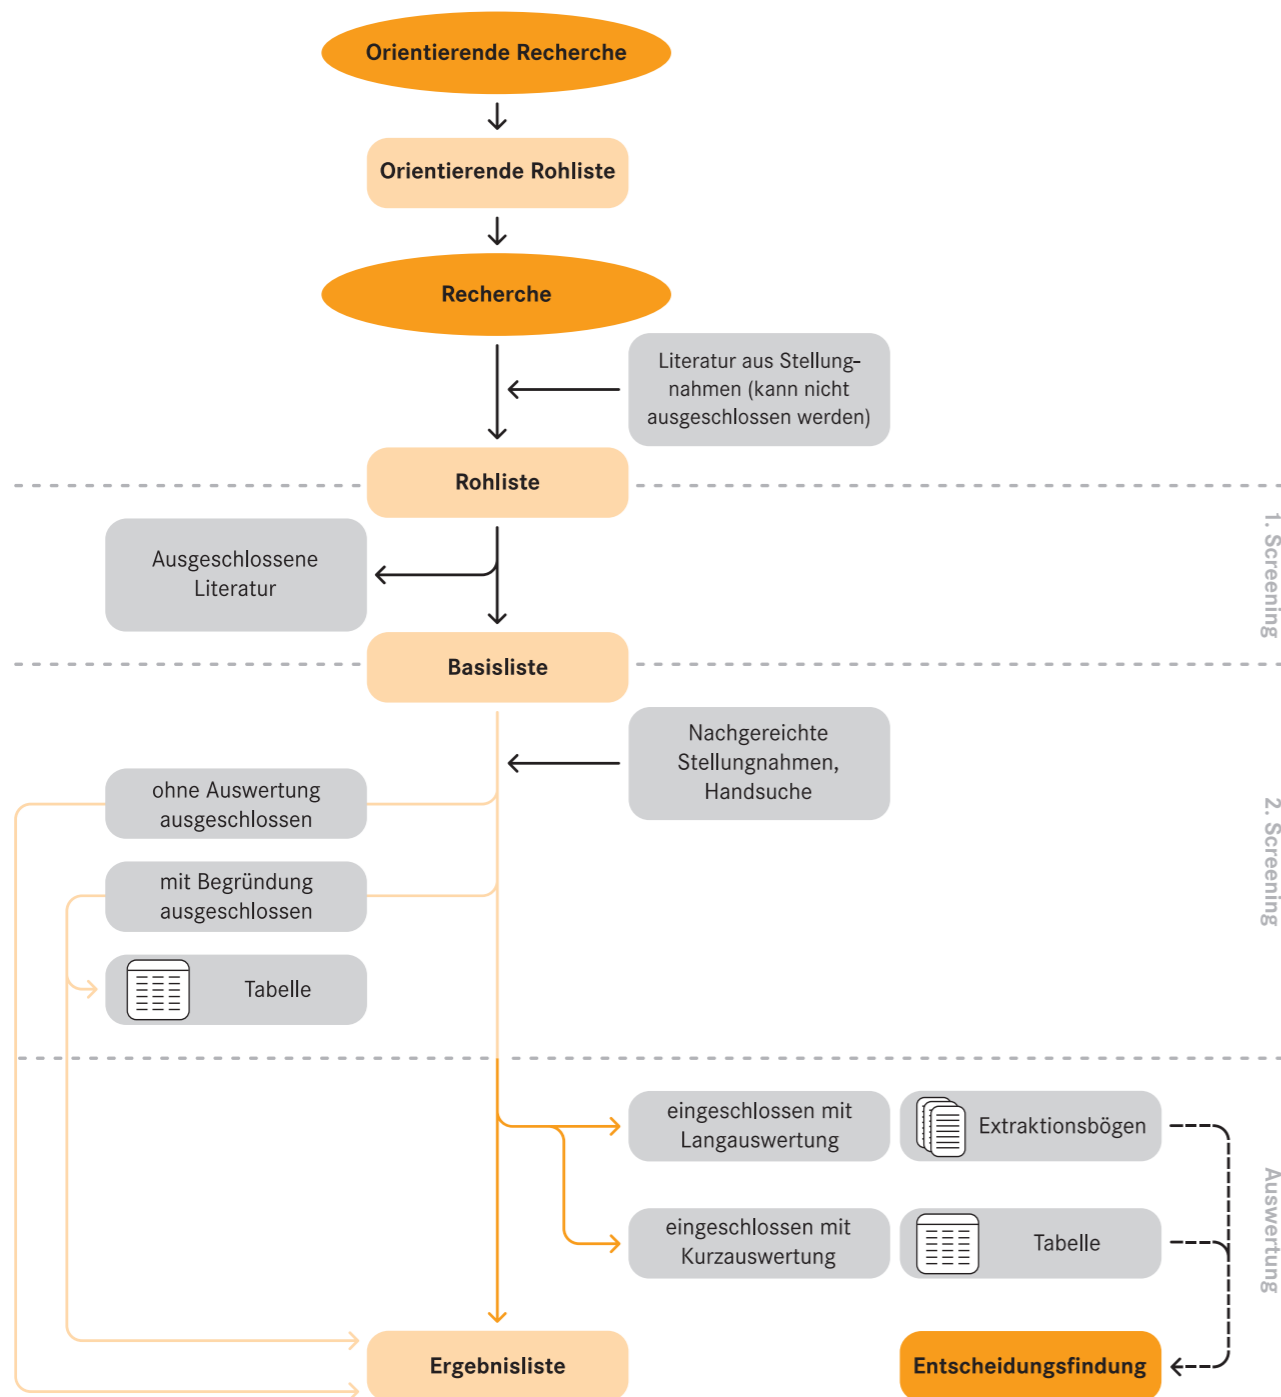 Orientierende Recherche
Orientierende Rohliste
Recherche
Literatur aus Stellung-
nahmen (kann nicht
ausgeschlossen werden)
Rohliste
1. Screening
Ausgeschlossene
Literatur
Basisliste
2. Screening
Nachgereichte
Stellungnahmen,
Handsuche
ohne Auswertung
ausgeschlossen
mit Begründung
ausgeschlossen
Tabelle
Auswertung
eingeschlossen mit
Langauswertung
Extraktionsbögen
eingeschlossen mit
Kurzauswertung
Tabelle
Ergebnisliste
Entscheidungsfindung